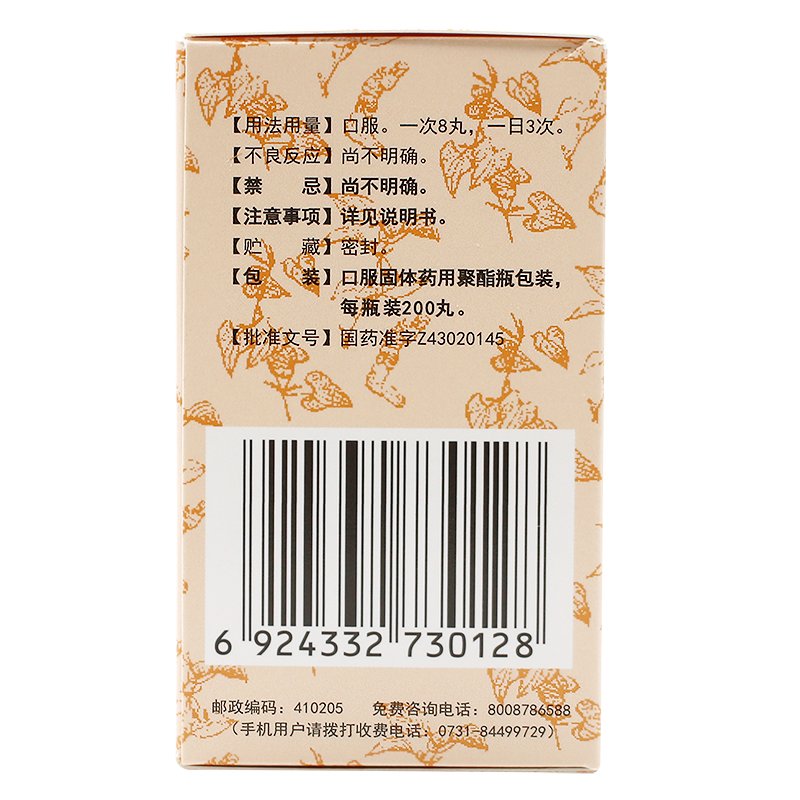 【用法用量】口服。一次8丸，一日3次。
【不良反应】尚不明确。
【禁　　忌】尚不明确。
【注意事项】详见说明书。
【贮　　藏】密封。
【包　　装】口服固体药用聚酯瓶包装，
每瓶装200丸。
【批准文号】国药准字Z43020145
6 924332 730128
邮政编码：410205　免费咨询电话：8008786588
（手机用户请拨打收费电话：0731-84499729）